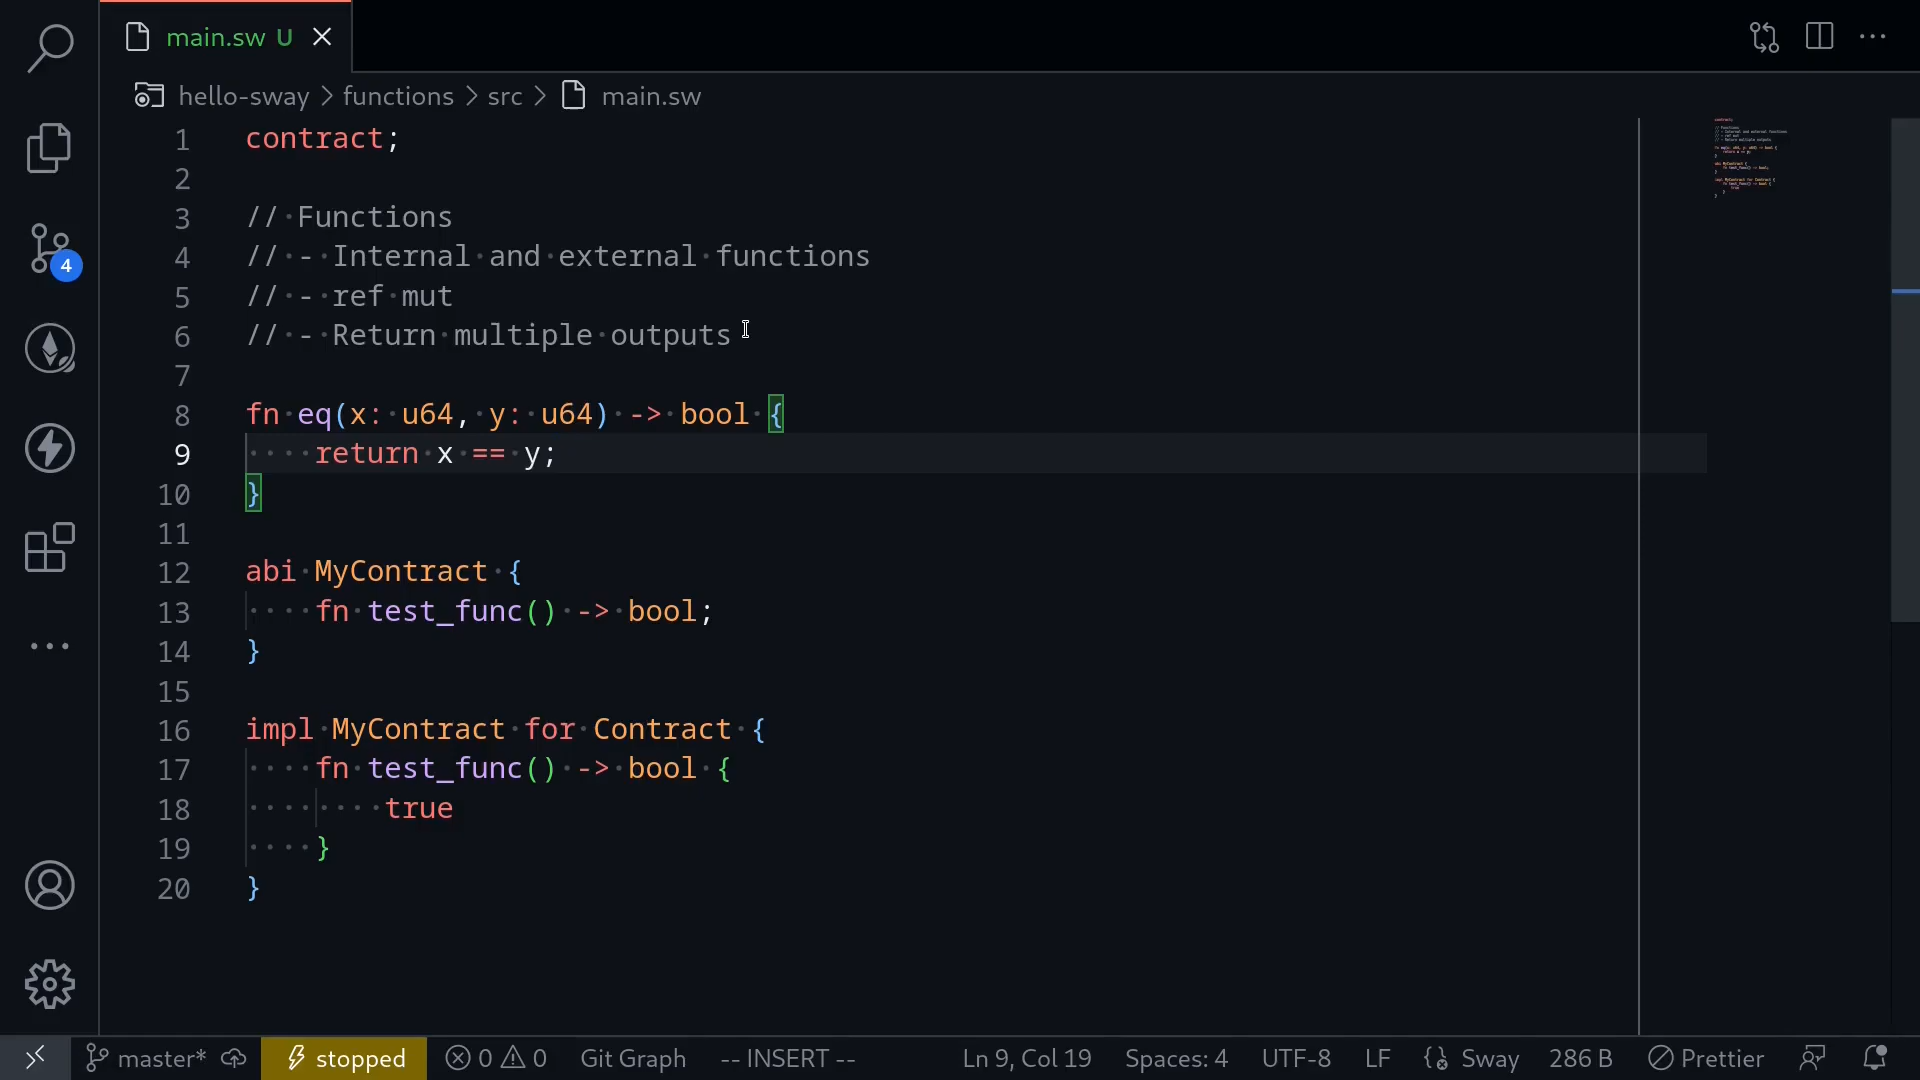 main.sw U
hello-sway > functions > src > main.sw
1 contract;
2
3 // Functions
4 // - Internal and external functions
5 // - ref mut
6 // - Return multiple outputs
7
8 fn eq(x: u64, y: u64) -> bool {
9     return x == y;
10 }
11
12 abi MyContract {
13     fn test_func() -> bool;
14 }
15
16 impl MyContract for Contract {
17     fn test_func() -> bool {
18         true
19     }
20 }
4
master* stopped 0 0 Git Graph -- INSERT -- Ln 9, Col 19 Spaces: 4 UTF-8 LF Sway 286 B Prettier